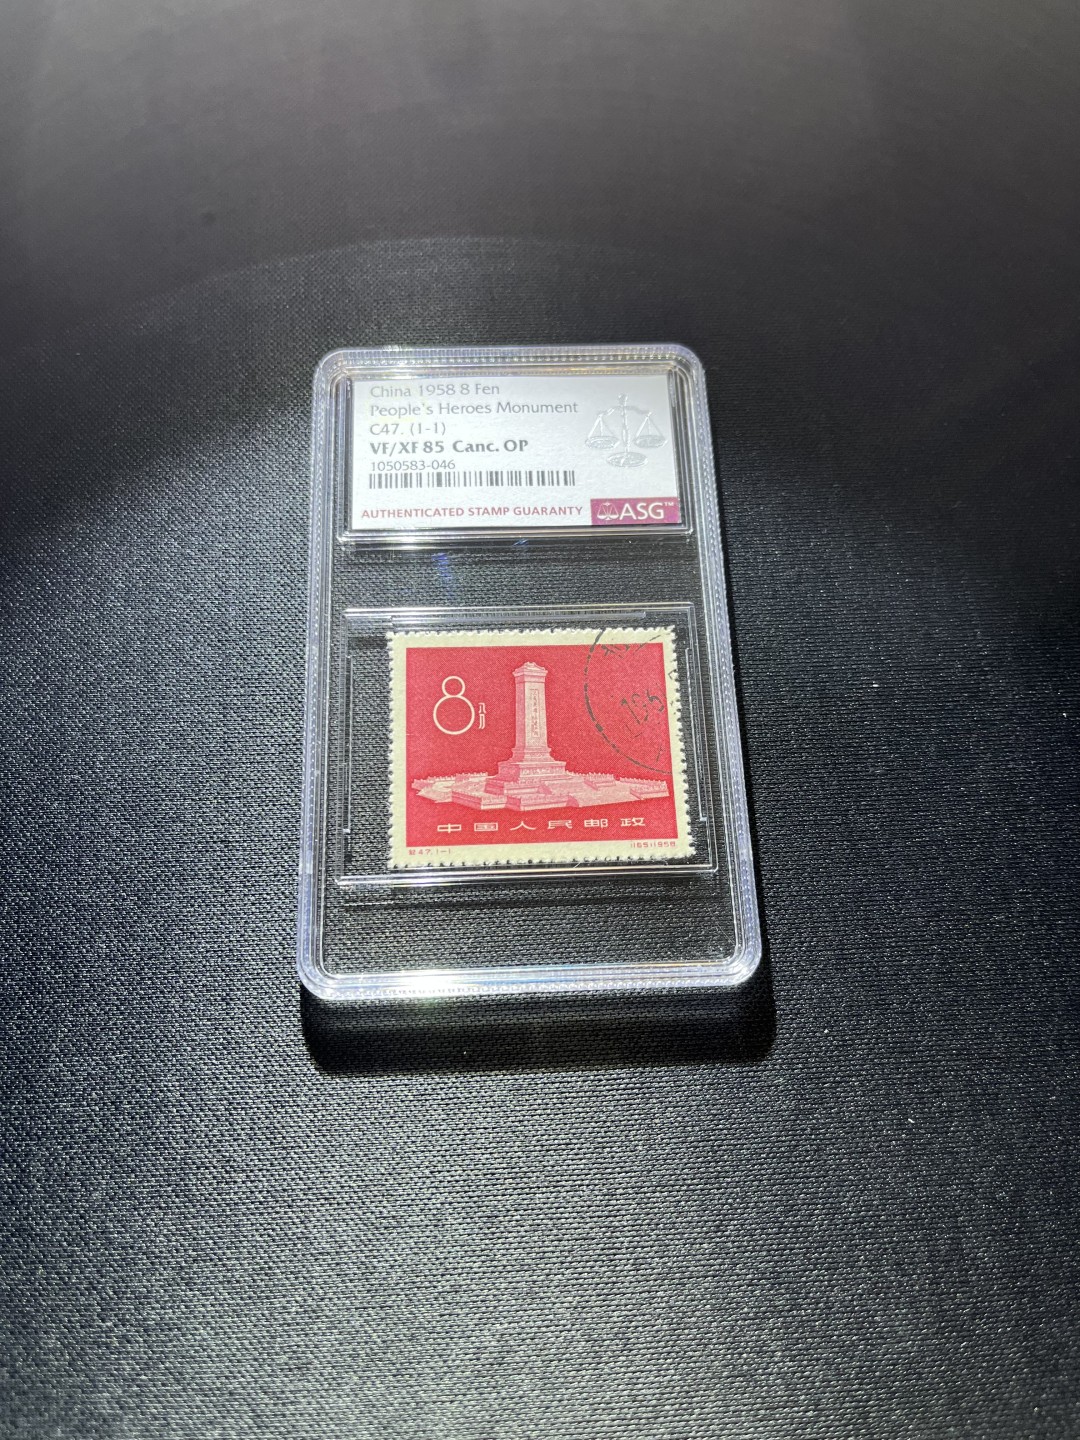 China 1958 8 Fen
People's Heroes Monument
C47. (1-1)
VF/XF 85 Canc. OP
1050583-046
AUTHENTICATED STAMP GUARANTY
ASG™
8分
中国人民邮政
纪47.1-1
(165)1958